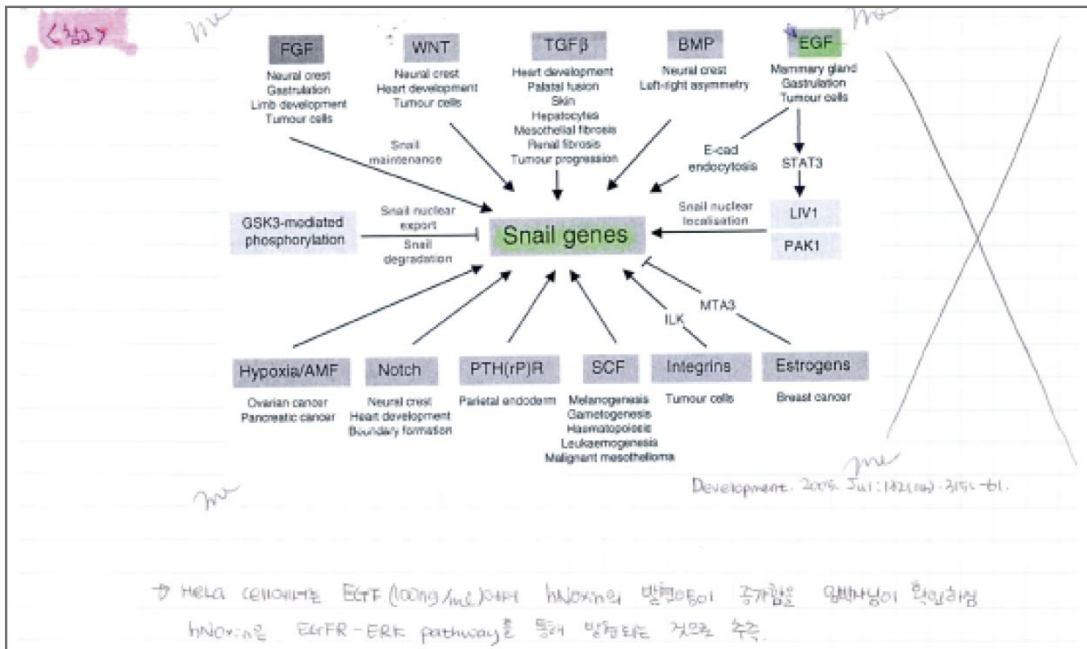 <참고>
FGF
Neural crest
Gastrulation
Limb development
Tumour cells
WNT
Neural crest
Heart development
Tumour cells
TGFβ
Heart development
Palatal fusion
Skin
Hepatocytes
Mesothelial fibrosis
Renal fibrosis
Tumour progression
BMP
Neural crest
Left-right asymmetry
EGF
Mammary gland
Gastrulation
Tumour cells
Snail
maintenance
E-cad
endocytosis
STAT3
GSK3-mediated
phosphorylation
Snail nuclear
export
Snail
degradation
Snail genes
Snail nuclear
localisation
LIV1
PAK1
ILK
MTA3
Hypoxia/AMF
Ovarian cancer
Pancreatic cancer
Notch
Neural crest
Heart development
Boundary formation
PTH(rP)R
Parietal endoderm
SCF
Melanogenesis
Gametogenesis
Haematopoiesis
Leukaemogenesis
Malignant mesothelioma
Integrins
Tumour cells
Estrogens
Breast cancer
Development. 2005. Jul;132(14):3151-61.
→ HeLa cell에서는 EGF (100ng/ml)에서 hNoxin의 발현양이 증가함을 확인하심
hNoxin은 EGFR-ERK pathway를 통해 발현되는 것으로 추측.